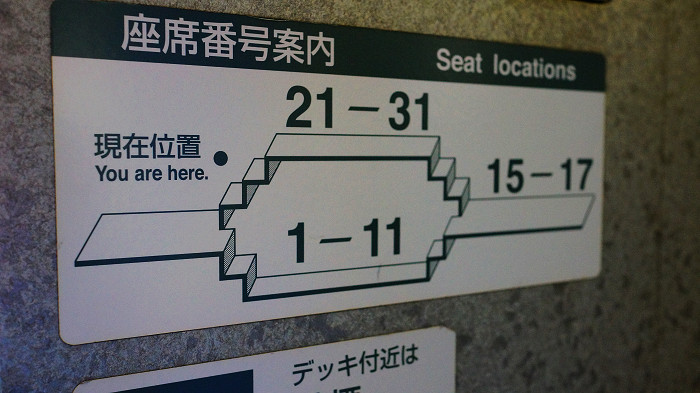 座席番号案内
Seat locations
21－31
現在位置
You are here.
15－17
1－11
デッキ付近は